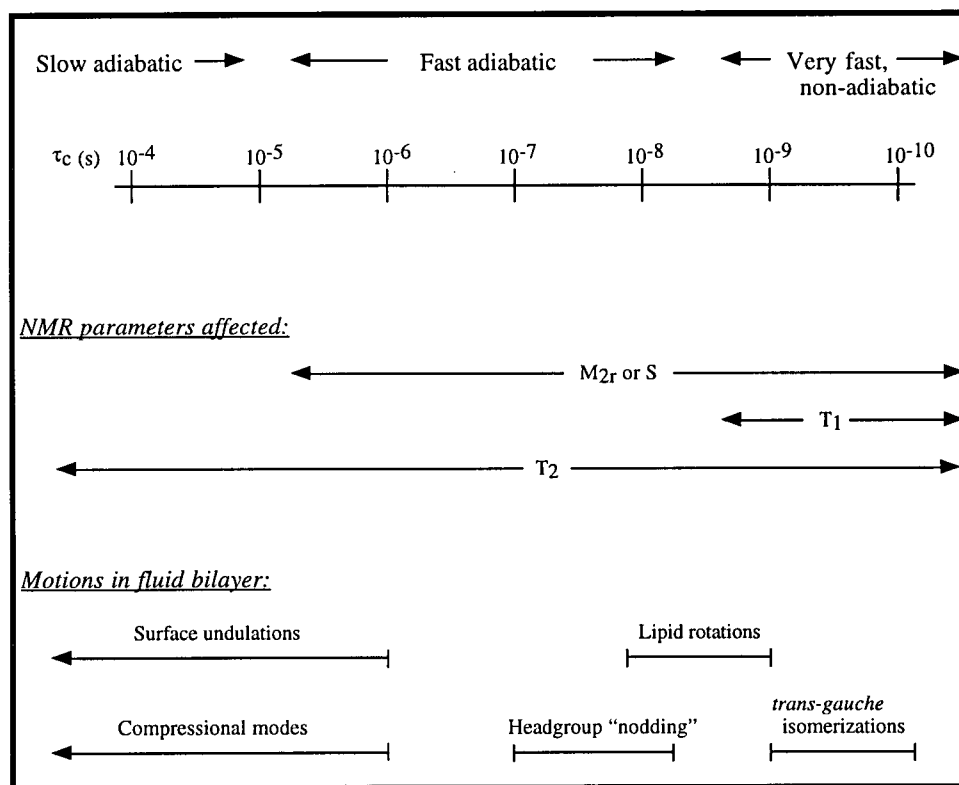 Slow adiabatic
Fast adiabatic
Very fast,
non-adiabatic
τc (s) 10-4 10-5 10-6 10-7 10-8 10-9 10-10
NMR parameters affected:
M2r or S
T1
T2
Motions in fluid bilayer:
Surface undulations
Lipid rotations
Compressional modes
Headgroup “nodding”
trans-gauche
isomerizations